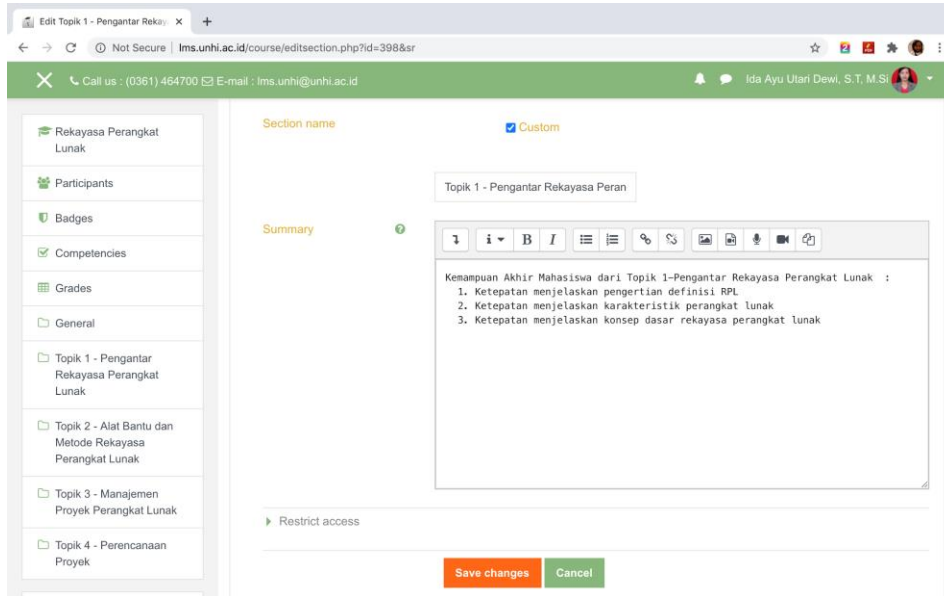 Edit Topik 1 - Pengantar Rekay
Not Secure | lms.unhi.ac.id/course/editsection.php?id=398&sr
Call us : (0361) 464700 E-mail : lms.unhi@unhi.ac.id
Ida Ayu Utari Dewi, S.T, M.Si
Rekayasa Perangkat
Lunak
Participants
Badges
Competencies
Grades
General
Topik 1 - Pengantar
Rekayasa Perangkat
Lunak
Topik 2 - Alat Bantu dan
Metode Rekayasa
Perangkat Lunak
Topik 3 - Manajemen
Proyek Perangkat Lunak
Topik 4 - Perencanaan
Proyek
Section name
Custom
Topik 1 - Pengantar Rekayasa Peran
Summary
i B I
Kemampuan Akhir Mahasiswa dari Topik 1-Pengantar Rekayasa Perangkat Lunak :
1. Ketepatan menjelaskan pengertian definisi RPL
2. Ketepatan menjelaskan karakteristik perangkat lunak
3. Ketepatan menjelaskan konsep dasar rekayasa perangkat lunak
Restrict access
Save changes Cancel